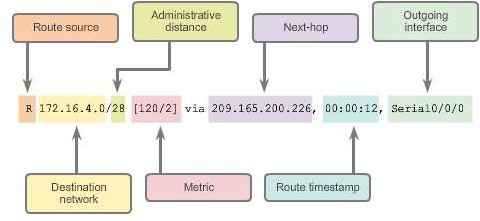 Route source
Administrative
distance
Next-hop
Outgoing
interface
R 172.16.4.0/28 [120/2] via 209.165.200.226, 00:00:12, Serial0/0/0
Destination
network
Metric
Route timestamp